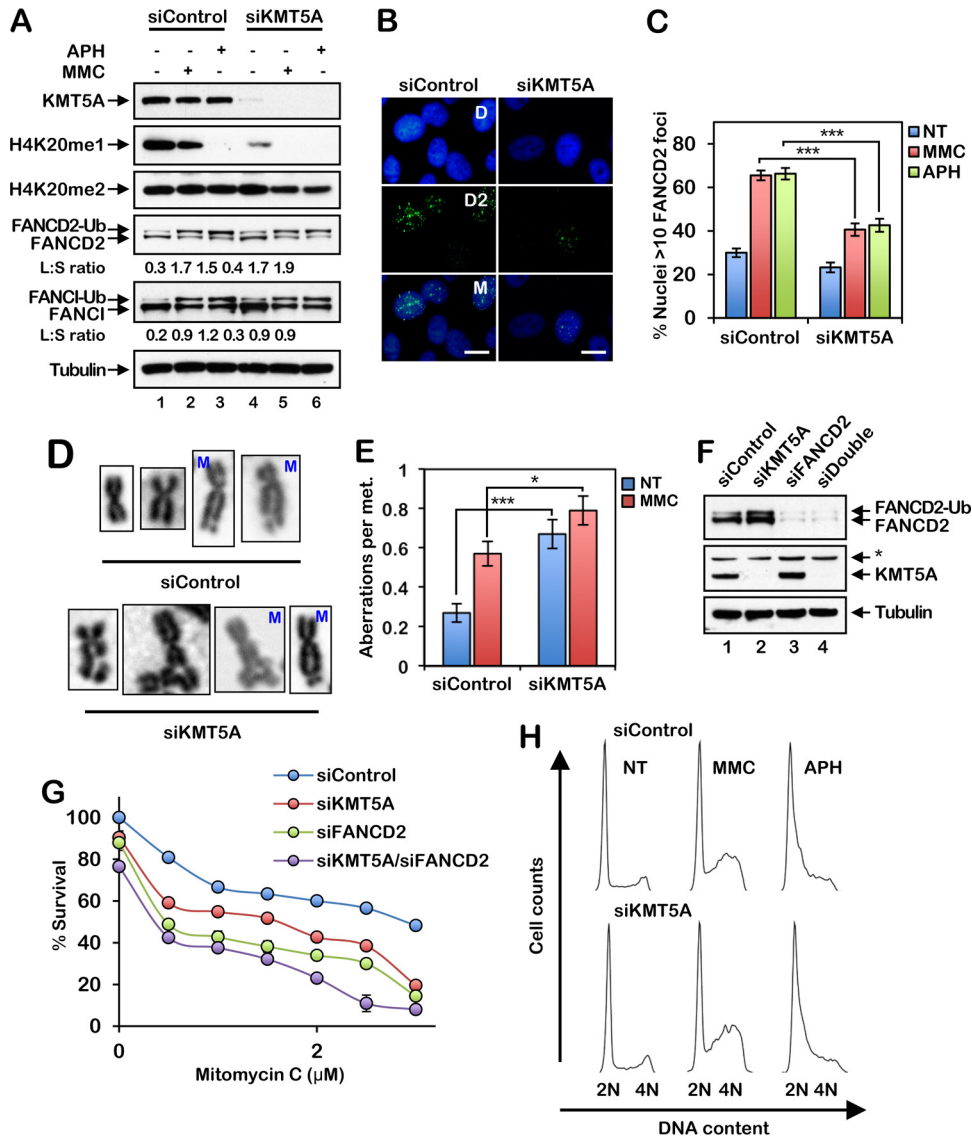 A
siControl siKMT5A
APH - - + - - +
MMC - + - - + -
KMT5A
H4K20me1
H4K20me2
FANCD2-Ub
FANCD2
L:S ratio 0.3 1.7 1.5 0.4 1.7 1.9
FANCI-Ub
FANCI
L:S ratio 0.2 0.9 1.2 0.3 0.9 0.9
Tubulin
1 2 3 4 5 6
B
siControl siKMT5A
D
D2
M
C
% Nuclei >10 FANCD2 foci
80
60
40
20
0
***
***
NT
MMC
APH
siControl siKMT5A
D
M M
siControl
M M
siKMT5A
E
Aberrations per met.
1
0.8
0.6
0.4
0.2
0
***
*
NT
MMC
siControl siKMT5A
F
siControl
siKMT5A
siFANCD2
siDouble
FANCD2-Ub
FANCD2
*
KMT5A
Tubulin
1 2 3 4
G
siControl
siKMT5A
siFANCD2
siKMT5A/siFANCD2
% Survival
100
80
60
40
20
0
0 2
Mitomycin C (µM)
H
siControl
NT MMC APH
siKMT5A
Cell counts
2N 4N 2N 4N 2N 4N
DNA content